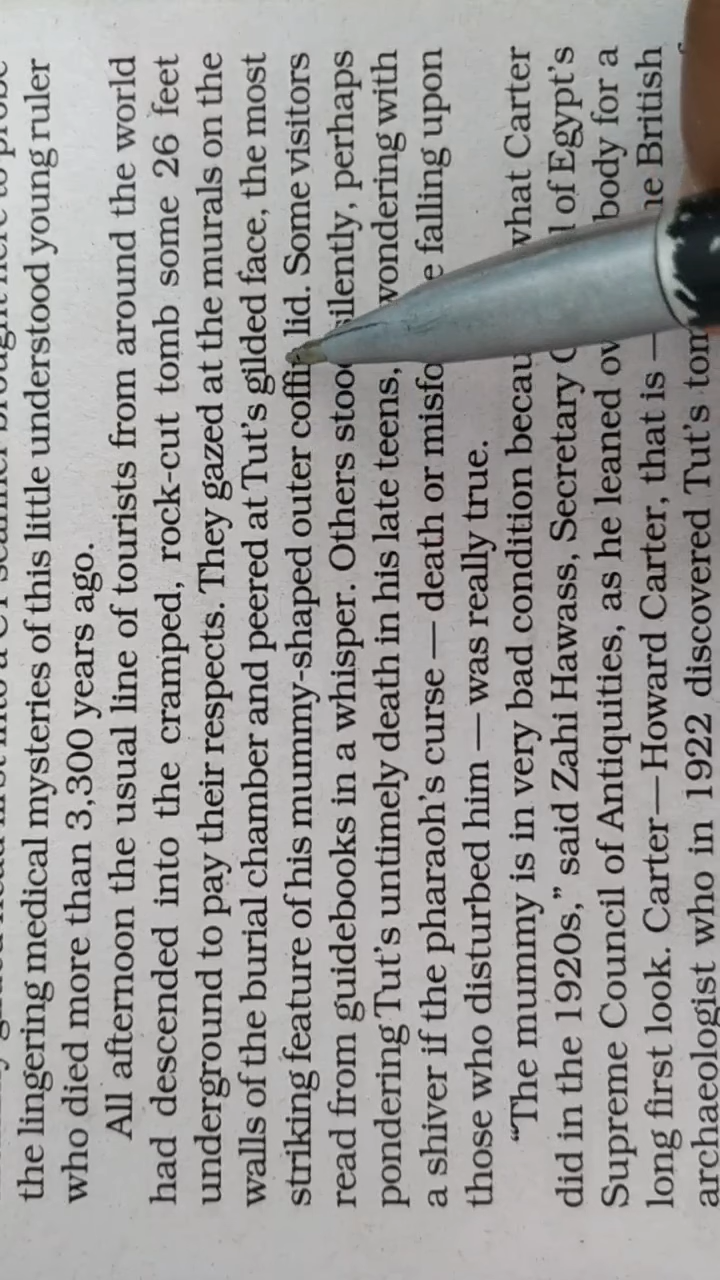 the lingering medical mysteries of this little understood young ruler
who died more than 3,300 years ago.
All afternoon the usual line of tourists from around the world
had descended into the cramped, rock-cut tomb some 26 feet
underground to pay their respects. They gazed at the murals on the
walls of the burial chamber and peered at Tut's gilded face, the most
striking feature of his mummy-shaped outer coffin lid. Some visitors
read from guidebooks in a whisper. Others stood silently, perhaps
pondering Tut's untimely death in his late teens, wondering with
a shiver if the pharaoh's curse — death or falling upon
those who disturbed him — was really true.
“The mummy is in very bad condition what Carter
did in the 1920s,” said Zahi Hawass, Secretary of Egypt's
Supreme Council of Antiquities, as he leaned body for a
long first look. Carter—Howard Carter, that is — British
archaeologist who in 1922 discovered Tut's